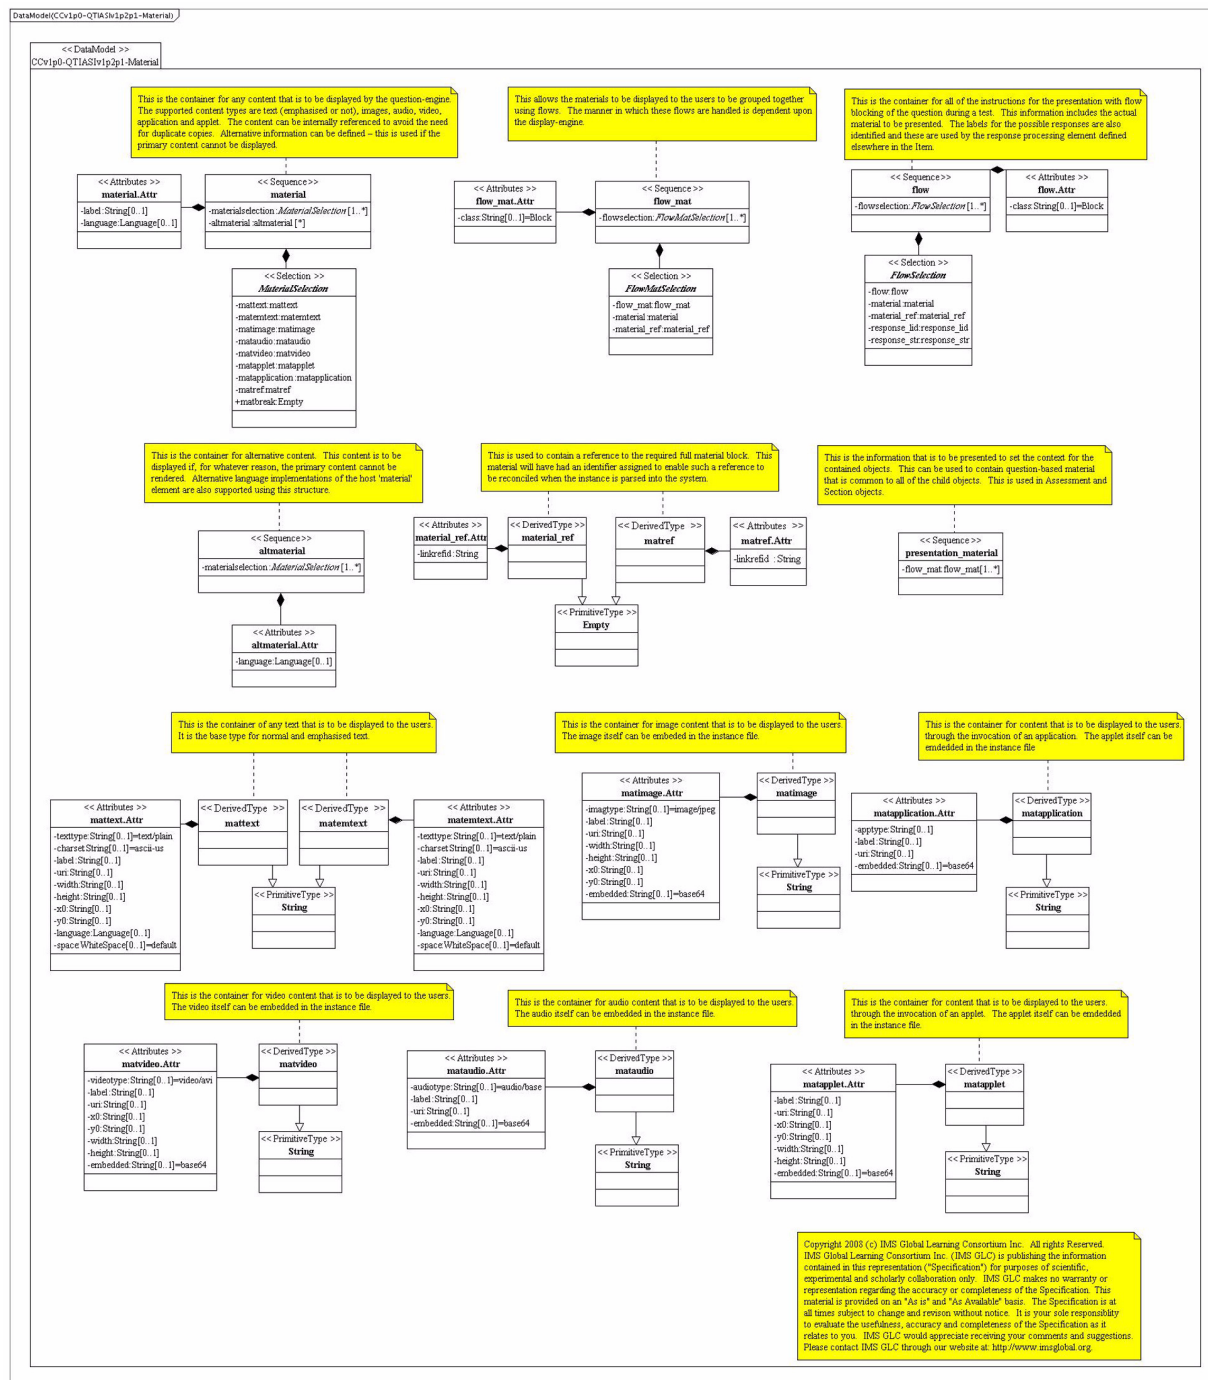 DataModel(CCv1p0-QTIASIv1p2p1-Material)
<< DataModel >>
CCv1p0-QTIASIv1p2p1-Material
This is the container for any content that is to be displayed by the question-engine.
The supported content types are text (emphasised or not), images, audio, video,
application and applet. The content can be internally referenced to avoid the need
for duplicate copies. Alternative information can be defined – this is used if the
primary content cannot be displayed.
This allows the materials to be displayed to the users to be grouped together
using flows. The manner in which these flows are handled is dependent upon
the display-engine.
This is the container for all of the instructions for the presentation with flow
blocking of the question during a test. This information includes the actual
material to be presented. The labels for the possible responses are also
identified and these are used by the response processing element defined
elsewhere in the Item.
<< Attributes >>
material.Attr
-label:String[0..1]
-language:Language[0..1]
<< Sequence>>
material
-materialselection:MaterialSelection [1..*]
-altmaterial:altmaterial [*]
<< Attributes >>
flow_mat.Attr
-class:String[0..1]=Block
<< Sequence >>
flow_mat
-flowselection:FlowMatSelection [1..*]
<< Sequence>>
flow
-flowselection:FlowSelection [1..*]
<< Attributes >>
flow.Attr
-class:String[0..1]=Block
<< Selection >>
MaterialSelection
-mattext:mattext
-matemtext:matemtext
-matimage:matimage
-mataudio:mataudio
-matvideo:matvideo
-matapplet:matapplet
-matapplication:matapplication
-matref:matref
+matbreak:Empty
<< Selection >>
FlowMatSelection
-flow_mat:flow_mat
-material:material
-material_ref:material_ref
<< Selection >>
FlowSelection
-flow:flow
-material:material
-material_ref:material_ref
-response_lid:response_lid
-response_str:response_str
This is the container for alternative content. This content is to be
displayed if, for whatever reason, the primary content cannot be
rendered. Alternative language implementations of the host 'material'
element are also supported using this structure.
This is used to contain a reference to the required full material block. This
material will have had an identifier assigned to enable such a reference to
be reconciled when the instance is parsed into the system.
This is the information that is to be presented to set the context for the
contained objects. This can be used to contain question-based material
that is common to all of the child objects. This is used in Assessment and
Section objects.
<< Sequence>>
altmaterial
-materialselection:MaterialSelection [1..*]
<< Attributes >>
material_ref.Attr
-linkrefid :String
<< DerivedType >>
material_ref
<< DerivedType >>
matref
<< Attributes >>
matref.Attr
-linkrefid :String
<< Sequence >>
presentation_material
-flow_mat:flow_mat[1..*]
<< PrimitiveType >>
Empty
<< Attributes >>
altmaterial.Attr
-language:Language[0..1]
This is the container of any text that is to be displayed to the users.
It is the base type for normal and emphasised text.
This is the container for image content that is to be displayed to the users.
The image itself can be embeded in the instance file.
This is the container for content that is to be displayed to the users.
through the invocation of an application. The applet itself can be
emdedded in the instance file
<< Attributes >>
mattext.Attr
-texttype:String[0..1]=text/plain
-charset:String[0..1]=ascii-us
-label:String[0..1]
-uri:String[0..1]
-width:String[0..1]
-height:String[0..1]
-x0:String[0..1]
-y0:String[0..1]
-language:Language[0..1]
-space:WhiteSpace[0..1]=default
<< DerivedType >>
mattext
<< DerivedType >>
matemtext
<< Attributes >>
matemtext.Attr
-texttype:String[0..1]=text/plain
-charset:String[0..1]=ascii-us
-label:String[0..1]
-uri:String[0..1]
-width:String[0..1]
-height:String[0..1]
-x0:String[0..1]
-y0:String[0..1]
-language:Language[0..1]
-space:WhiteSpace[0..1]=default
<< PrimitiveType >>
String
<< Attributes >>
matimage.Attr
-imagtype:String[0..1]=image/jpeg
-label:String[0..1]
-uri:String[0..1]
-width:String[0..1]
-height:String[0..1]
-x0:String[0..1]
-y0:String[0..1]
-embedded:String[0..1]=base64
<< DerivedType >>
matimage
<< PrimitiveType >>
String
<< Attributes >>
matapplication.Attr
-apptype:String[0..1]
-label:String[0..1]
-uri:String[0..1]
-embedded:String[0..1]=base64
<< DerivedType >>
matapplication
<< PrimitiveType >>
String
This is the container for video content that is to be displayed to the users.
The video itself can be embedded in the instance file.
This is the container for audio content that is to be displayed to the users.
The audio itself can be embedded in the instance file.
This is the container for content that is to be displayed to the users.
through the invocation of an applet. The applet itself can be emdedded
in the instance file.
<< Attributes >>
matvideo.Attr
-videotype:String[0..1]=video/avi
-label:String[0..1]
-uri:String[0..1]
-x0:String[0..1]
-y0:String[0..1]
-width:String[0..1]
-height:String[0..1]
-embedded:String[0..1]=base64
<< DerivedType >>
matvideo
<< PrimitiveType >>
String
<< Attributes >>
mataudio.Attr
-audiotype:String[0..1]=audio/base
-label:String[0..1]
-uri:String[0..1]
-embedded:String[0..1]=base64
<< DerivedType >>
mataudio
<< PrimitiveType >>
String
<< Attributes >>
matapplet.Attr
-label:String[0..1]
-uri:String[0..1]
-x0:String[0..1]
-y0:String[0..1]
-width:String[0..1]
-height:String[0..1]
-embedded:String[0..1]=base64
<< DerivedType >>
matapplet
<< PrimitiveType >>
String
Copyright 2008 (c) IMS Global Learning Consortium Inc. All rights Reserved.
IMS Global Learning Consortium Inc. (IMS GLC) is publishing the information
contained in this representation ("Specification") for purposes of scientific,
experimental and scholarly collaboration only. IMS GLC makes no warranty or
representation regarding the accuracy or completeness of the Specification. This
material is provided on an "As is" and "As Available" basis. The Specification is at
all times subject to change and revison without notice. It is your sole responsiblity
to evaluate the usefulness, accuracy and completeness of the Specification as it
relates to you. IMS GLC would appreciate receiving your comments and suggestions.
Please contact IMS GLC through our website at: http://www.imsglobal.org.